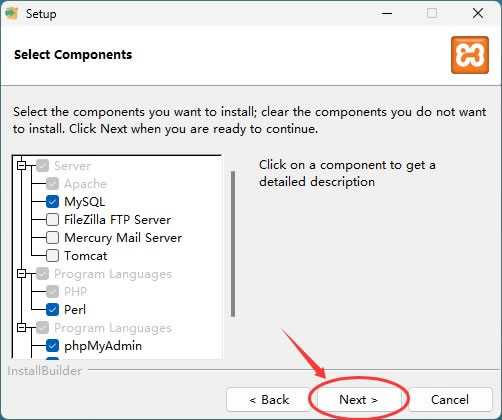 Setup
Select Components
Select the components you want to install; clear the components you do not want
to install. Click Next when you are ready to continue.
Server
Apache
MySQL
FileZilla FTP Server
Mercury Mail Server
Tomcat
Program Languages
PHP
Perl
Program Languages
phpMyAdmin
Click on a component to get a
detailed description
InstallBuilder
< Back
Next >
Cancel